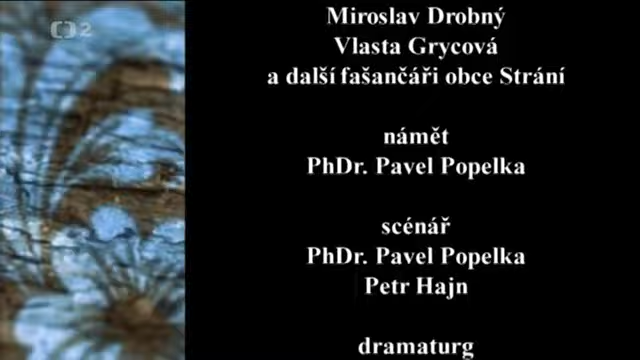 2
Miroslav Drobný
Vlasta Grycová
a další fašančáři obce Strání
námět
PhDr. Pavel Popelka
scénář
PhDr. Pavel Popelka
Petr Hajn
dramaturg